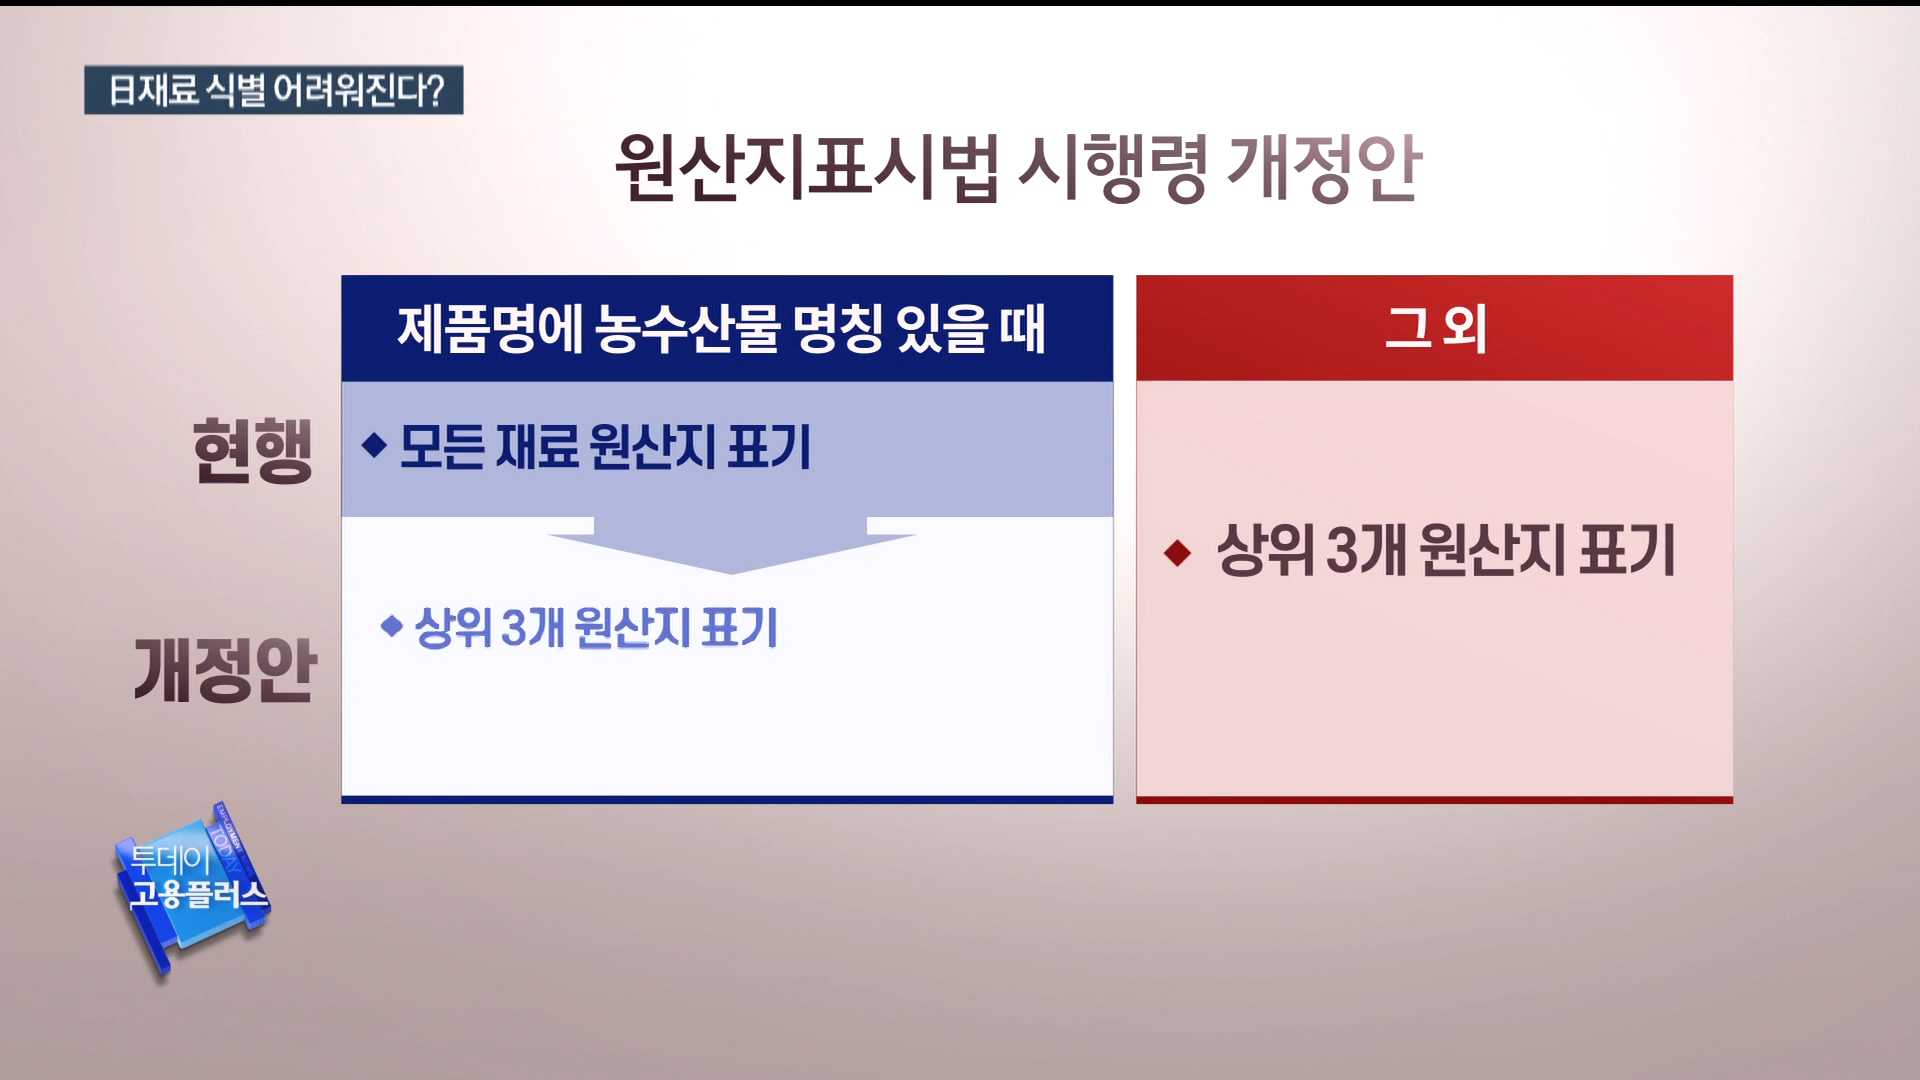 日재료 식별 어려워진다?
원산지표시법 시행령 개정안
제품명에 농수산물 명칭 있을 때
그 외
현행
◆ 모든 재료 원산지 표기
◆ 상위 3개 원산지 표기
개정안
◆ 상위 3개 원산지 표기
EMPLOYMENT
TODAY
투데이
고용플러스